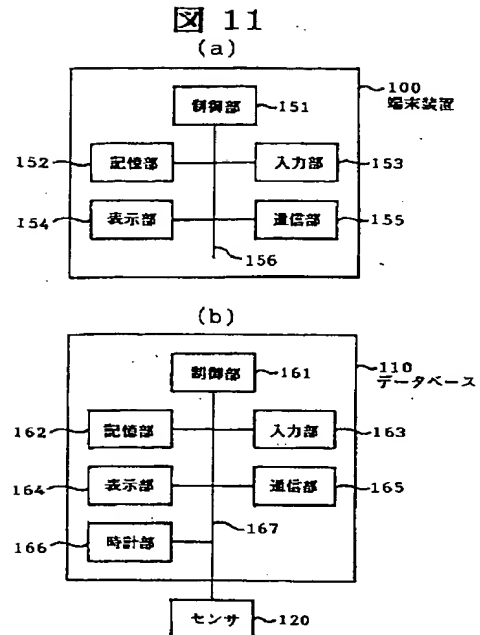 図 11
(a)
100
端末装置
制御部 151
152 記憶部 入力部 153
154 表示部 通信部 155
156
(b)
110
データベース
制御部 161
162 記憶部 入力部 163
164 表示部 通信部 165
166 時計部 167
センサ 120